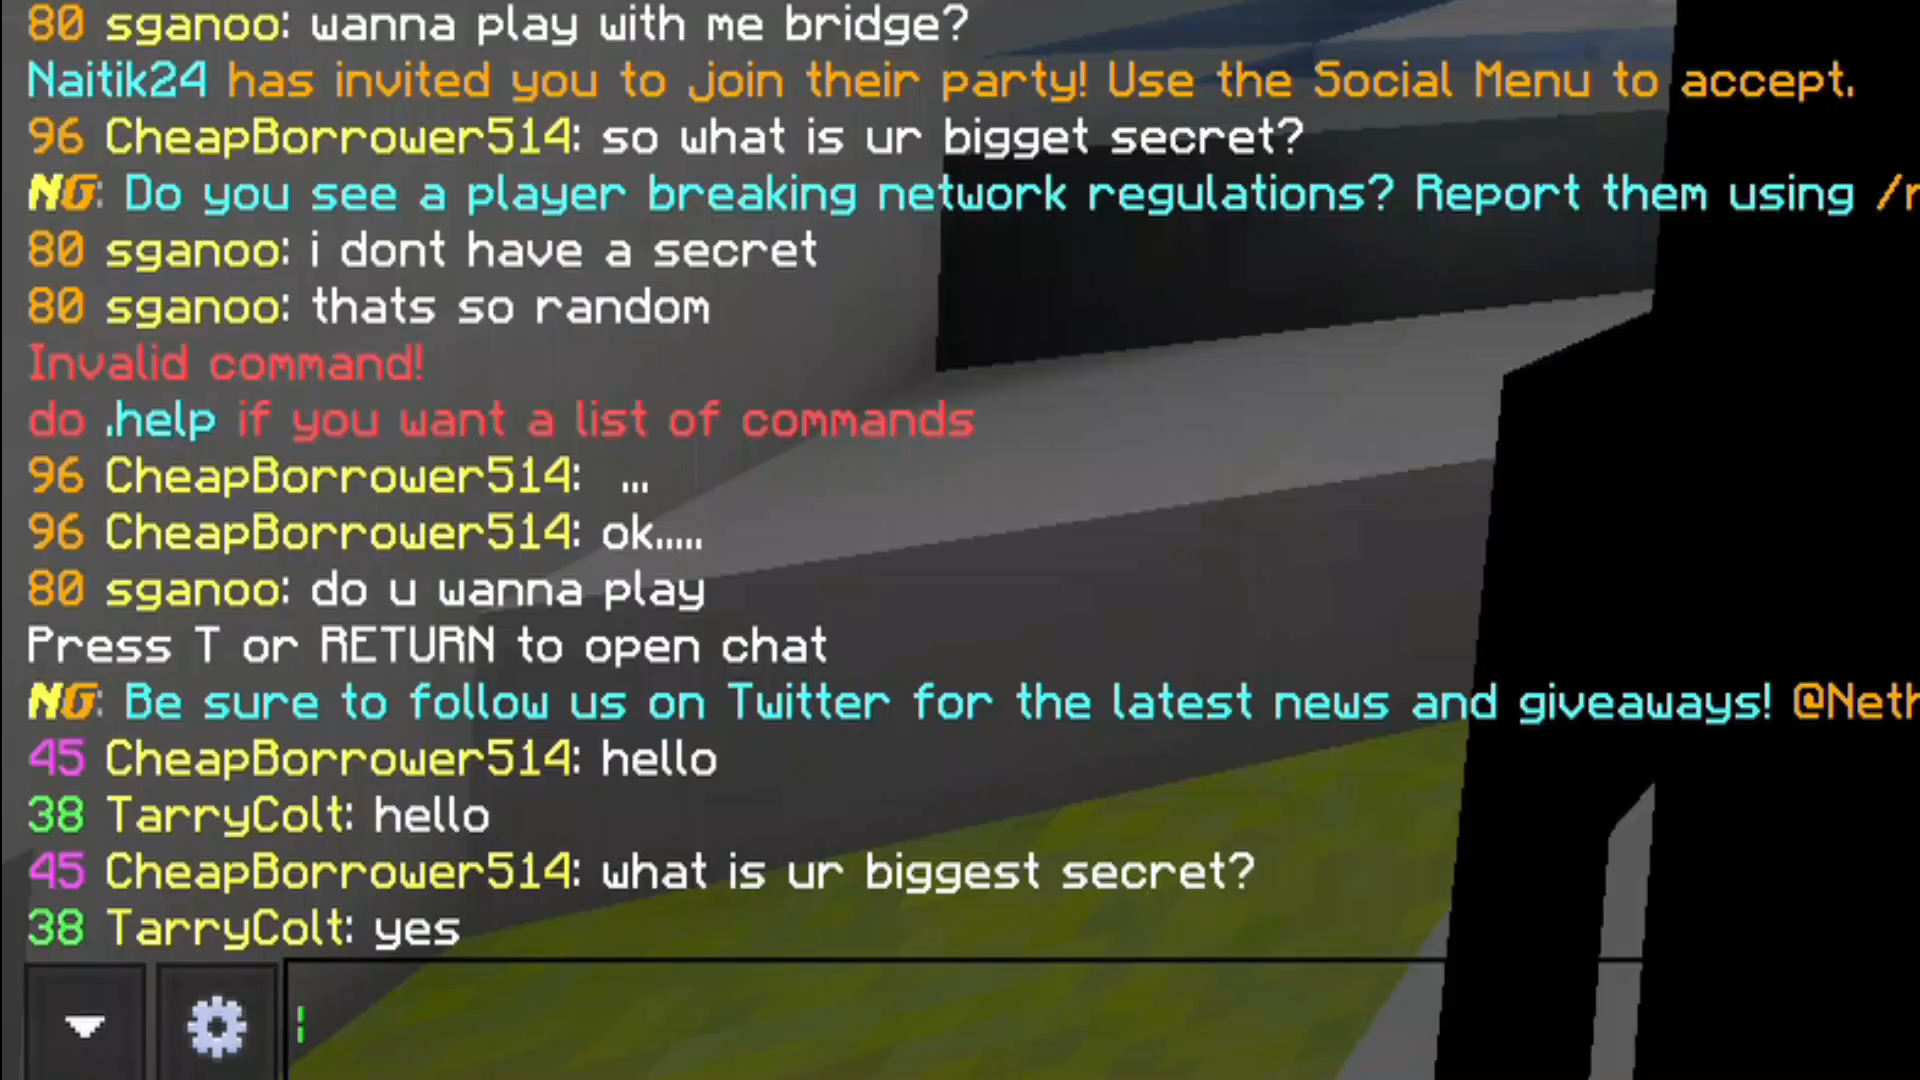 80 sganoo: wanna play with me bridge?
Naitik24 has invited you to join their party! Use the Social Menu to accept.
96 CheapBorrower514: so what is ur bigget secret?
NG: Do you see a player breaking network regulations? Report them using /r
80 sganoo: i dont have a secret
80 sganoo: thats so random
Invalid command!
do .help if you want a list of commands
96 CheapBorrower514: ...
96 CheapBorrower514: ok.....
80 sganoo: do u wanna play
Press T or RETURN to open chat
NG: Be sure to follow us on Twitter for the latest news and giveaways! @Neth
45 CheapBorrower514: hello
38 TarryColt: hello
45 CheapBorrower514: what is ur biggest secret?
38 TarryColt: yes